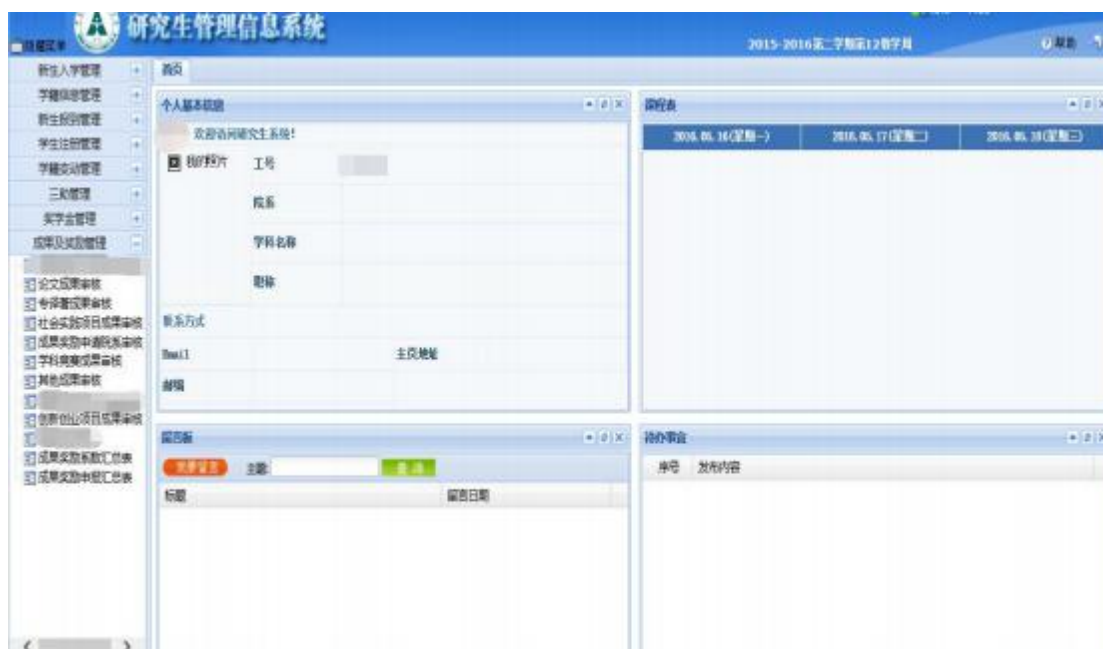 研究生管理信息系统
隐藏菜单
2015-2016第二学期第12教学周
帮助
新生入学管理
学籍信息管理
新生报到管理
学生注册管理
学籍变动管理
三助管理
奖学金管理
成果及奖励管理
论文成果审核
专译著成果审核
社会实践项目成果审核
成果奖励申请院系审核
学科竞赛成果审核
其他成果审核
创新创业项目成果审核
成果奖励系数汇总表
成果奖励申报汇总表
首页
个人基本信息
欢迎访问研究生系统!
我的照片
工号
院系
学科名称
职称
联系方式
Email
主页地址
邮编
课程表
2016.05.16(星期一)
2016.05.17(星期二)
2016.05.18(星期三)
留言板
我要留言
主题:
查 询
标题
留言日期
待办事宜
序号
发布内容